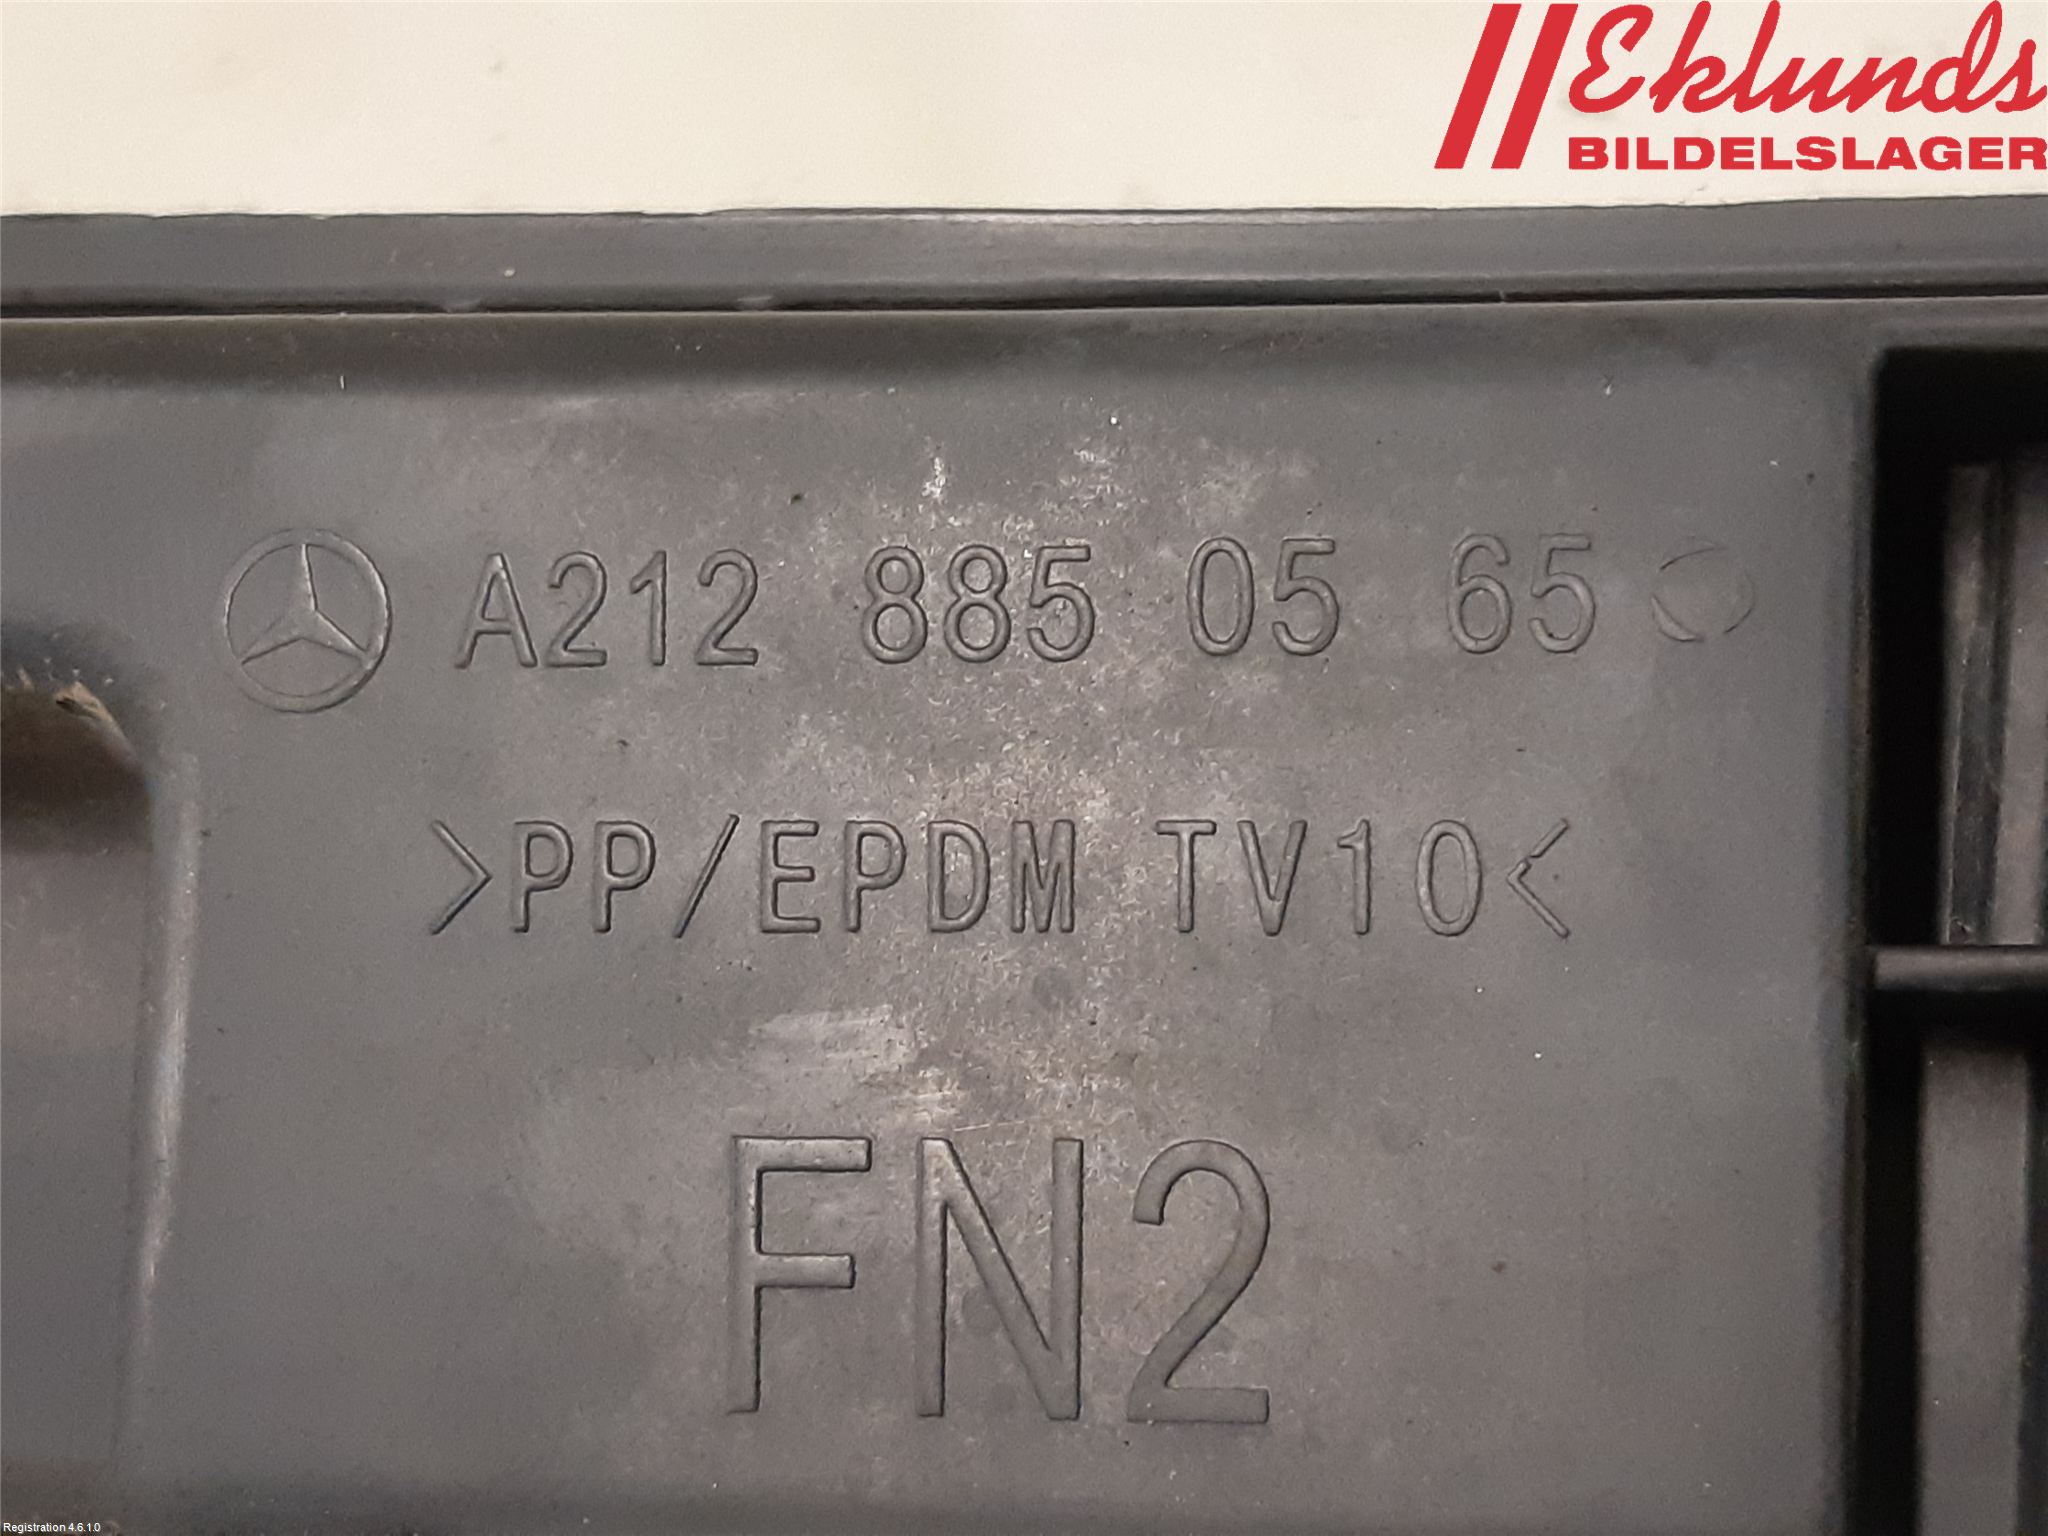 Eklunds
BILDELSLAGER
A212 885 05 65
>PP/EPDM TV10<
FN2
Registration 4.6.1.0